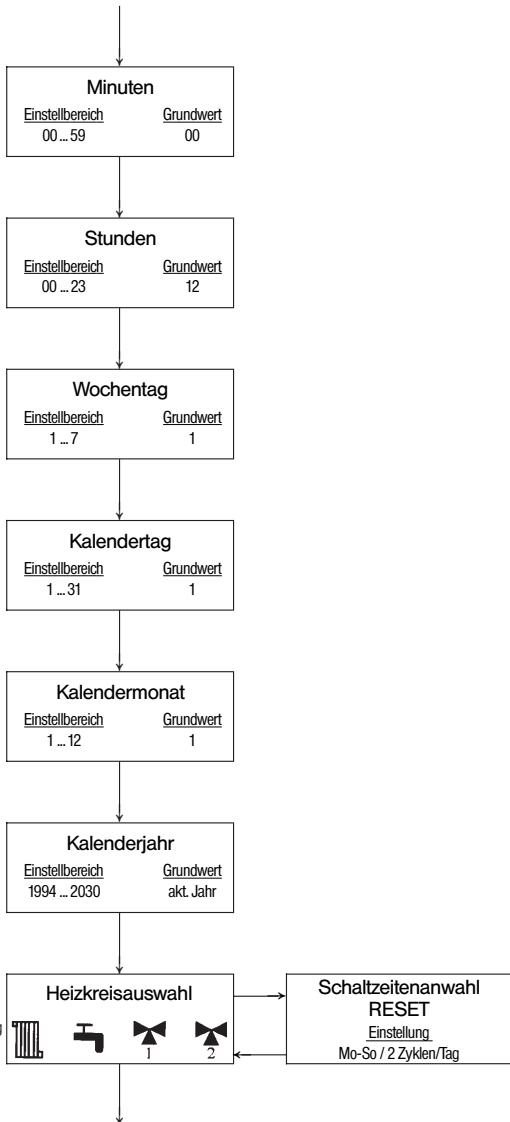 Minuten
Einstellbereich Grundwert
00 ... 59 00
Stunden
Einstellbereich Grundwert
00 ... 23 12
Wochentag
Einstellbereich Grundwert
1 ... 7 1
Kalendertag
Einstellbereich Grundwert
1 ... 31 1
Kalendermonat
Einstellbereich Grundwert
1 ... 12 1
Kalenderjahr
Einstellbereich Grundwert
1994 ... 2030 akt. Jahr
Heizkreisauswahl
1 2
Schaltzeitenanwahl
RESET
Einstellung
Mo-So / 2 Zyklen/Tag